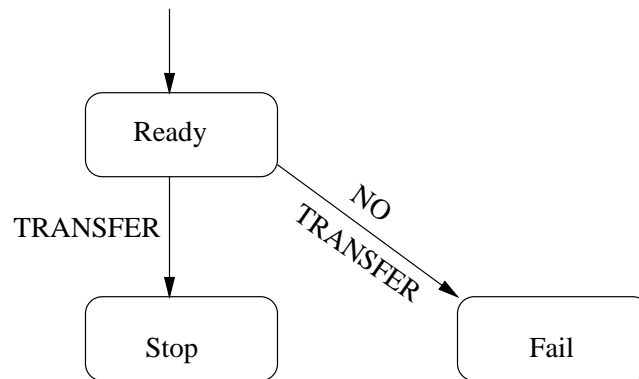 Ready
TRANSFER
NO
TRANSFER
Stop
Fail